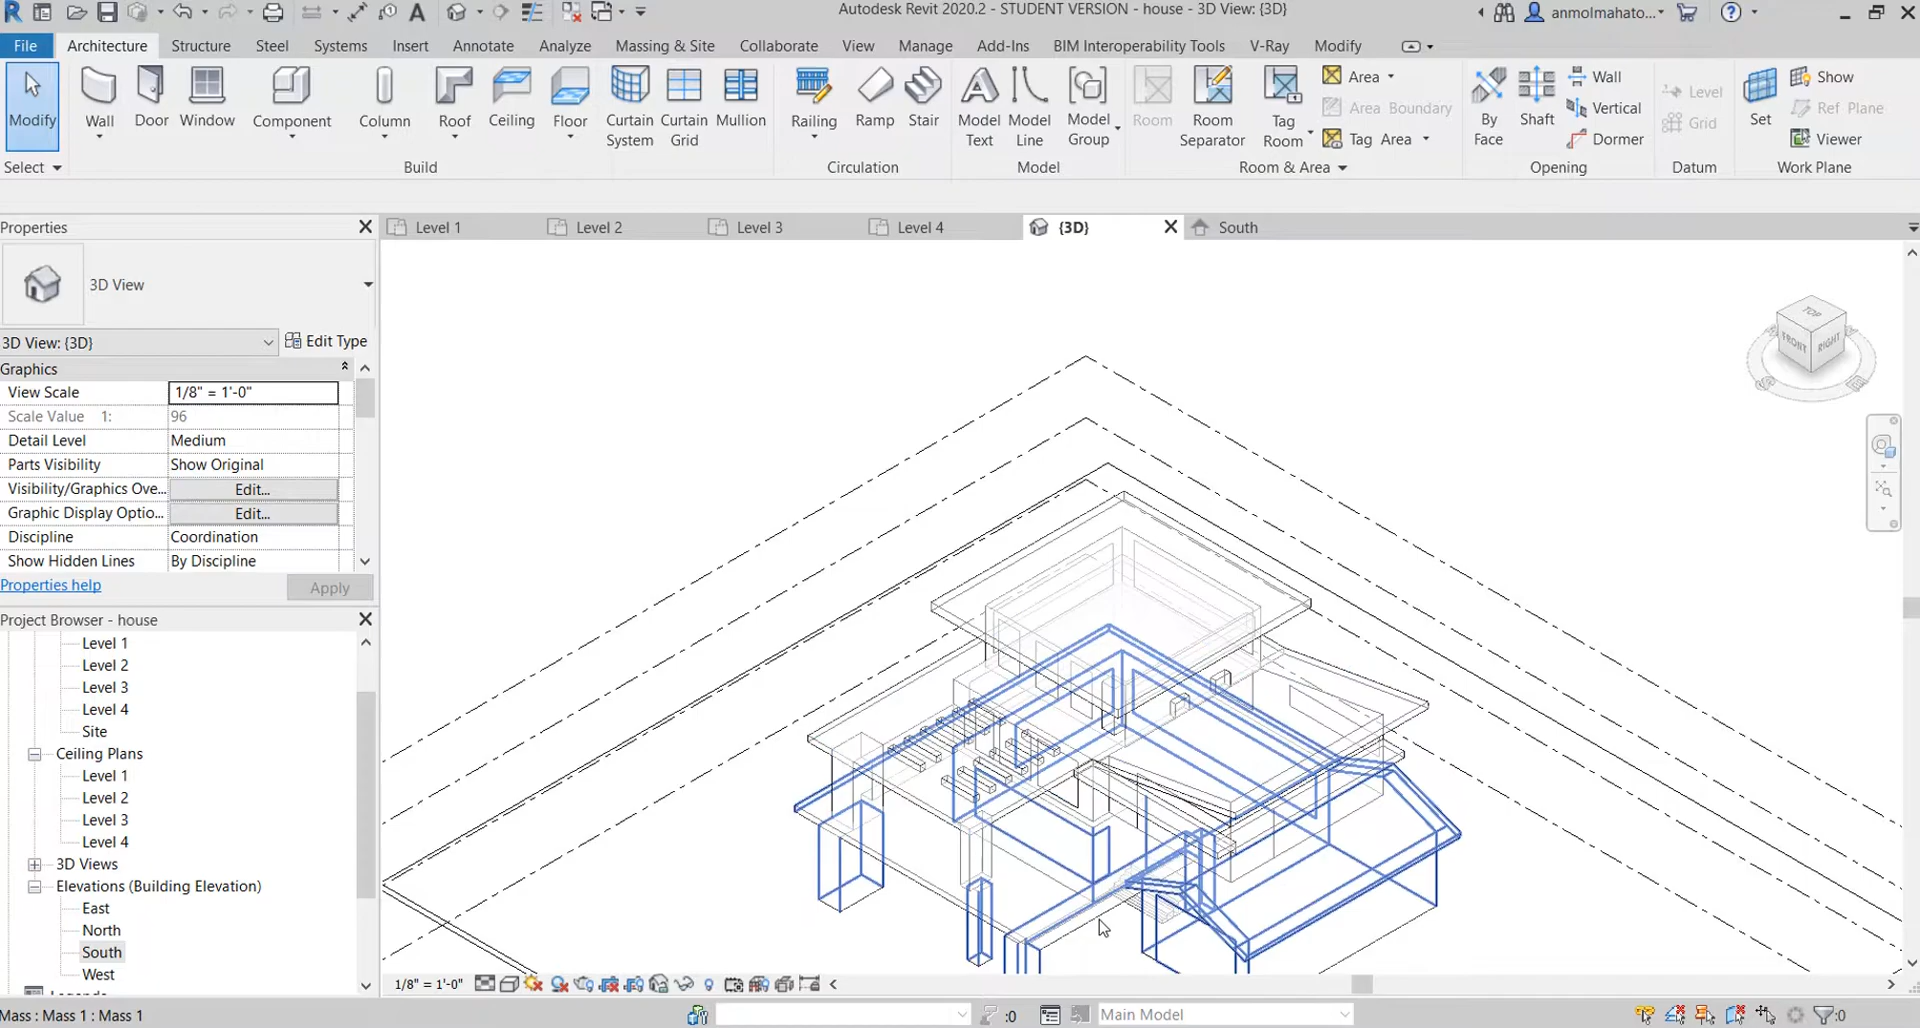 Autodesk Revit 2020.2 - STUDENT VERSION - house - 3D View: {3D}
anmolmahato...
File Architecture Structure Steel Systems Insert Annotate Analyze Massing & Site Collaborate View Manage Add-Ins BIM Interoperability Tools V-Ray Modify
Modify
Wall
Door
Window
Component
Column
Roof
Ceiling
Floor
Curtain System
Curtain Grid
Mullion
Railing
Ramp
Stair
Model Text
Model Line
Model Group
Room
Room Separator
Tag Room
Area
Area Boundary
Tag Area
By Face
Shaft
Wall
Vertical
Dormer
Level
Grid
Set
Show
Ref Plane
Viewer
Select
Build
Circulation
Model
Room & Area
Opening
Datum
Work Plane
Properties
Level 1
Level 2
Level 3
Level 4
{3D}
South
3D View
3D View: {3D}
Edit Type
Graphics
View Scale 1/8" = 1'-0"
Scale Value 1: 96
Detail Level Medium
Parts Visibility Show Original
Visibility/Graphics Ove... Edit...
Graphic Display Optio... Edit...
Discipline Coordination
Show Hidden Lines By Discipline
Properties help
Apply
Project Browser - house
Level 1
Level 2
Level 3
Level 4
Site
Ceiling Plans
Level 1
Level 2
Level 3
Level 4
3D Views
Elevations (Building Elevation)
East
North
South
West
TOP
FRONT
RIGHT
1/8" = 1'-0"
Mass : Mass 1 : Mass 1
:0
Main Model
:0